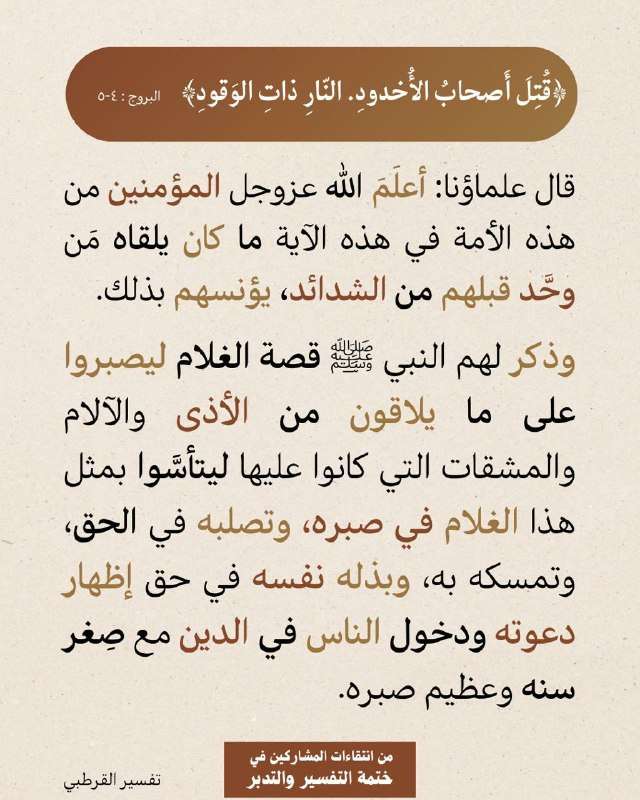 ﴿قُتِلَ أَصحابُ الأُخدودِ. النّارِ ذاتِ الوَقودِ﴾ البروج : ٤-٥
قال علماؤنا: أعلَمَ الله عزوجل المؤمنين من
هذه الأمة في هذه الآية ما كان يلقاه مَن
وحَّد قبلهم من الشدائد، يؤنسهم بذلك.
وذكر لهم النبي ﷺ قصة الغلام ليصبروا
على ما يلاقون من الأذى والآلام
والمشقات التي كانوا عليها ليتأسَّوا بمثل
هذا الغلام في صبره، وتصلبه في الحق،
وتمسكه به، وبذله نفسه في حق إظهار
دعوته ودخول الناس في الدين مع صِغر
سنه وعظيم صبره.
من انتقاءات المشاركين في
ختمة التفسير والتدبر
تفسير القرطبي